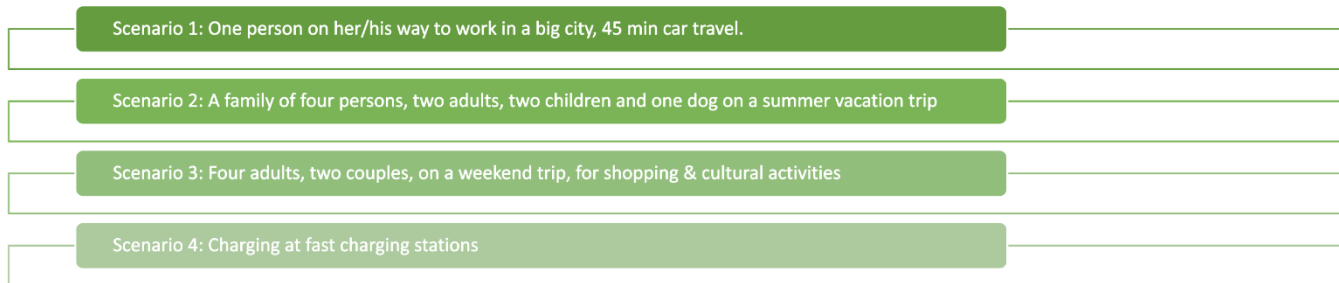 Scenario 1: One person on her/his way to work in a big city, 45 min car travel.
Scenario 2: A family of four persons, two adults, two children and one dog on a summer vacation trip
Scenario 3: Four adults, two couples, on a weekend trip, for shopping & cultural activities
Scenario 4: Charging at fast charging stations